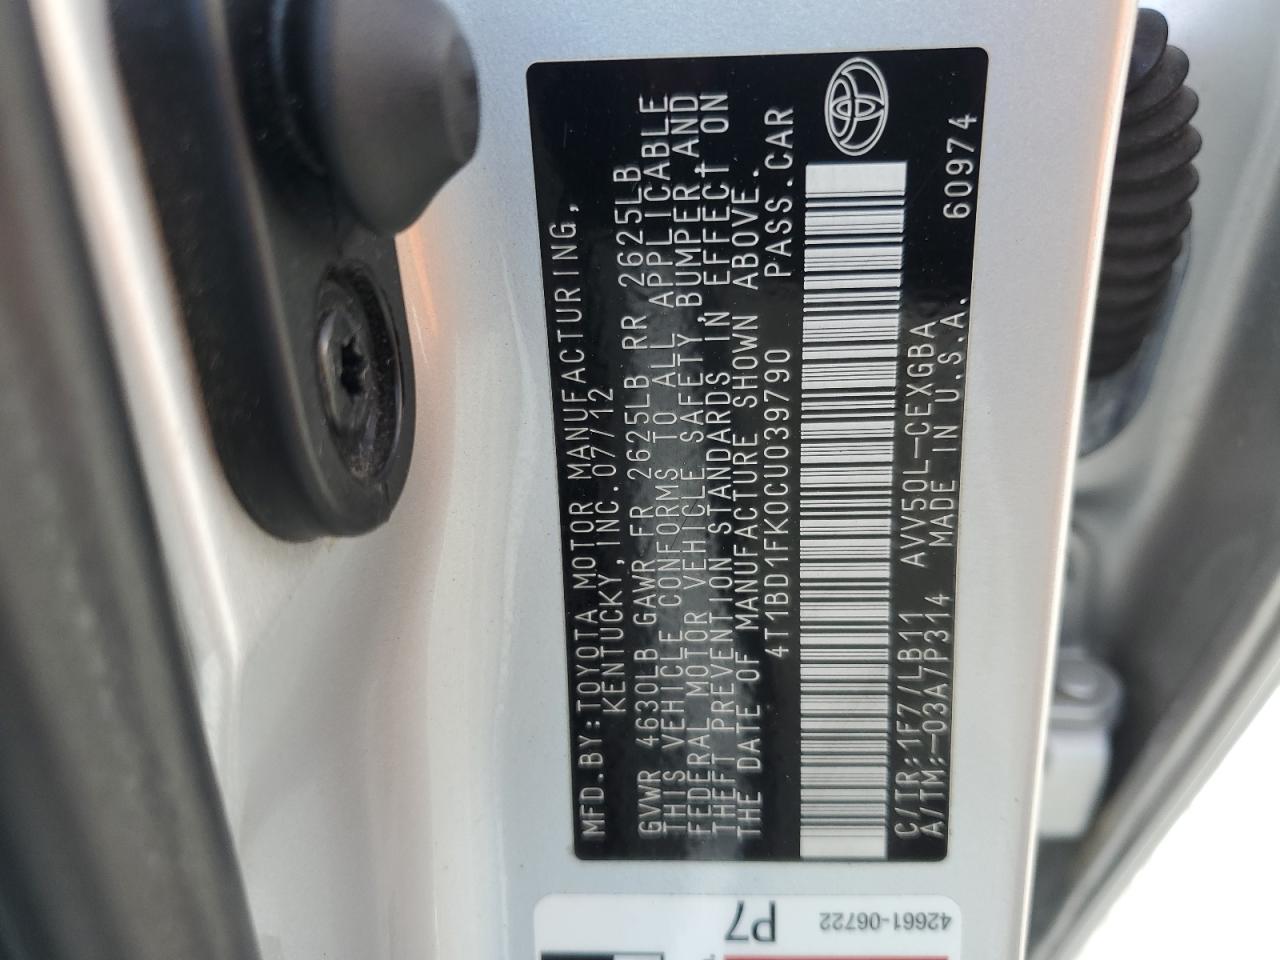 MFD.BY:TOYOTA MOTOR MANUFACTURING,
KENTUCKY,INC.07/12
GVWR 4630LB GAWR FR 2625LB RR 2625LB
THIS VEHICLE CONFORMS TO ALL APPLICABLE
FEDERAL MOTOR VEHICLE SAFETY,BUMPER,AND
THEFT PREVENTION STANDARDS IN EFFECT ON
THE DATE OF MANUFACTURE SHOWN ABOVE.
4T1BD1FK0CU039790 PASS.CAR
C/TR:1F7/LB11 AVV50L-CEXGBA
A/TM:-03A/P314 MADE IN U.S.A. 60974
P7
42661-06722